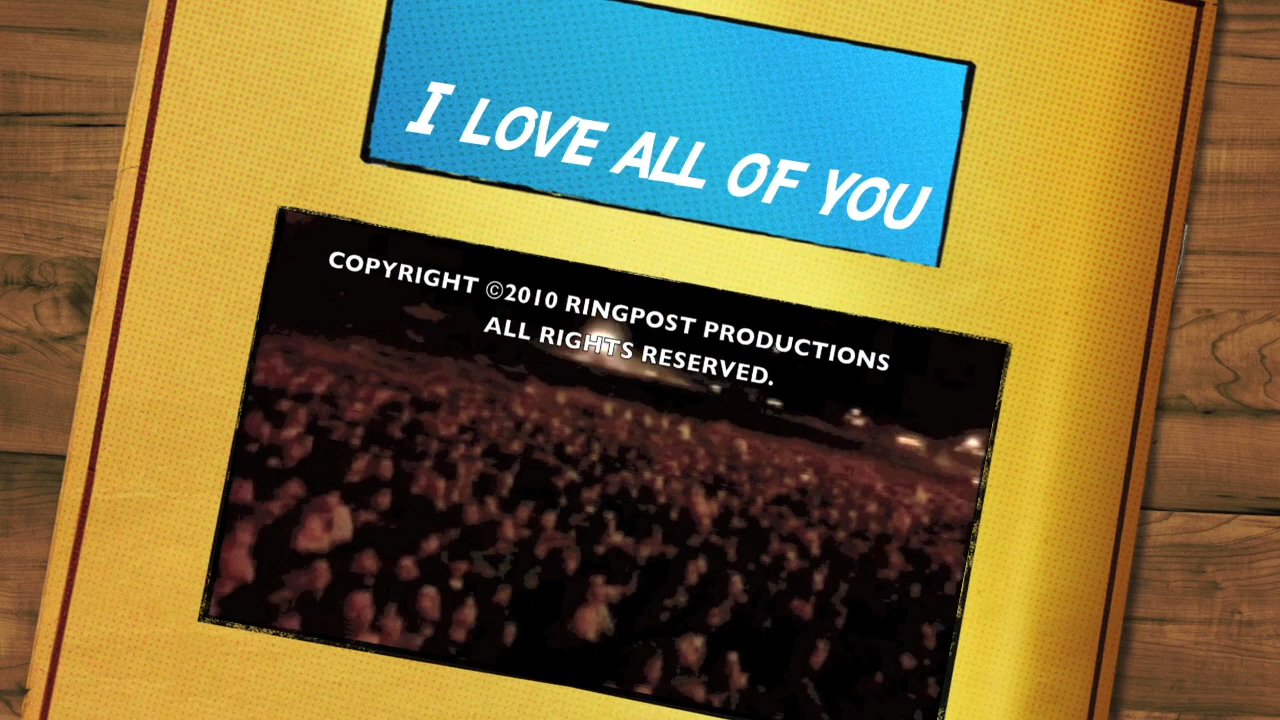 I LOVE ALL OF YOU
COPYRIGHT ©2010 RINGPOST PRODUCTIONS
ALL RIGHTS RESERVED.